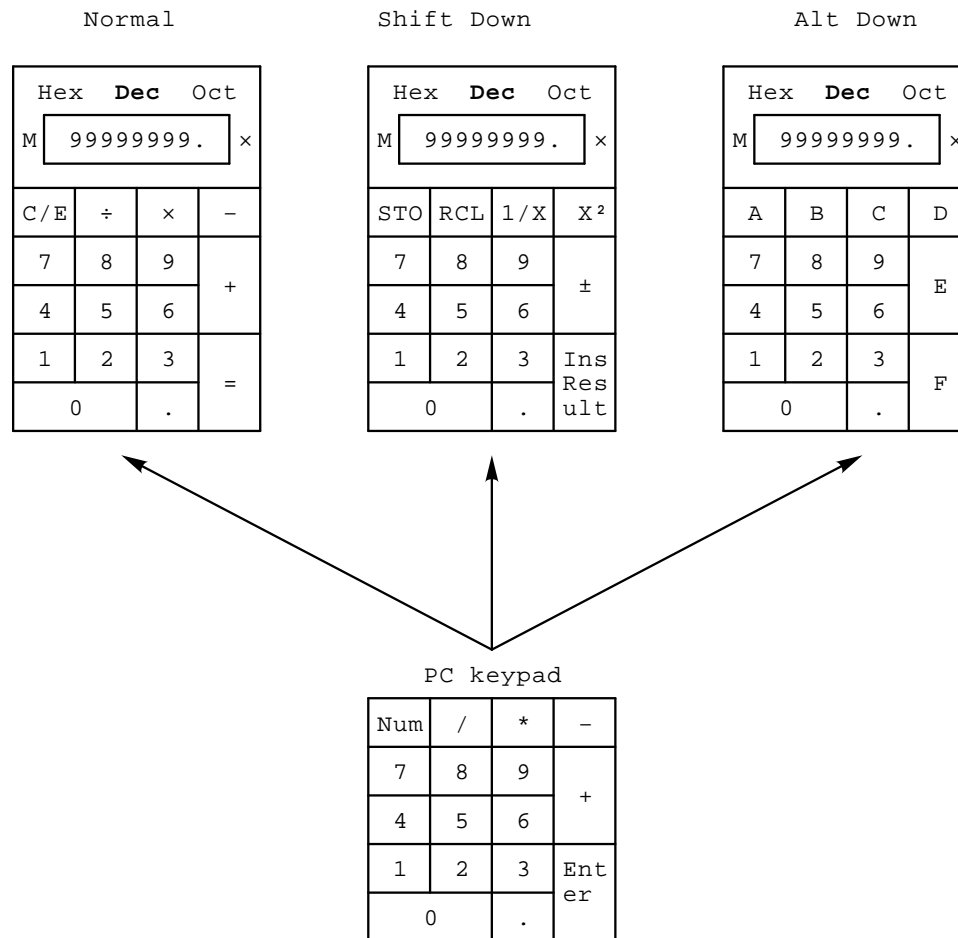 Normal
Shift Down
Alt Down
Hex Dec Oct
M 99999999. ×
C/E ÷ × −
7 8 9
+
4 5 6
1 2 3
=
0 .
Hex Dec Oct
M 99999999. ×
STO RCL 1/X X²
7 8 9
±
4 5 6
1 2 3 Ins
Res
0 . ult
Hex Dec Oct
M 99999999. ×
A B C D
7 8 9
E
4 5 6
1 2 3
F
0 .
PC keypad
Num / * −
7 8 9
+
4 5 6
1 2 3 Ent
er
0 .